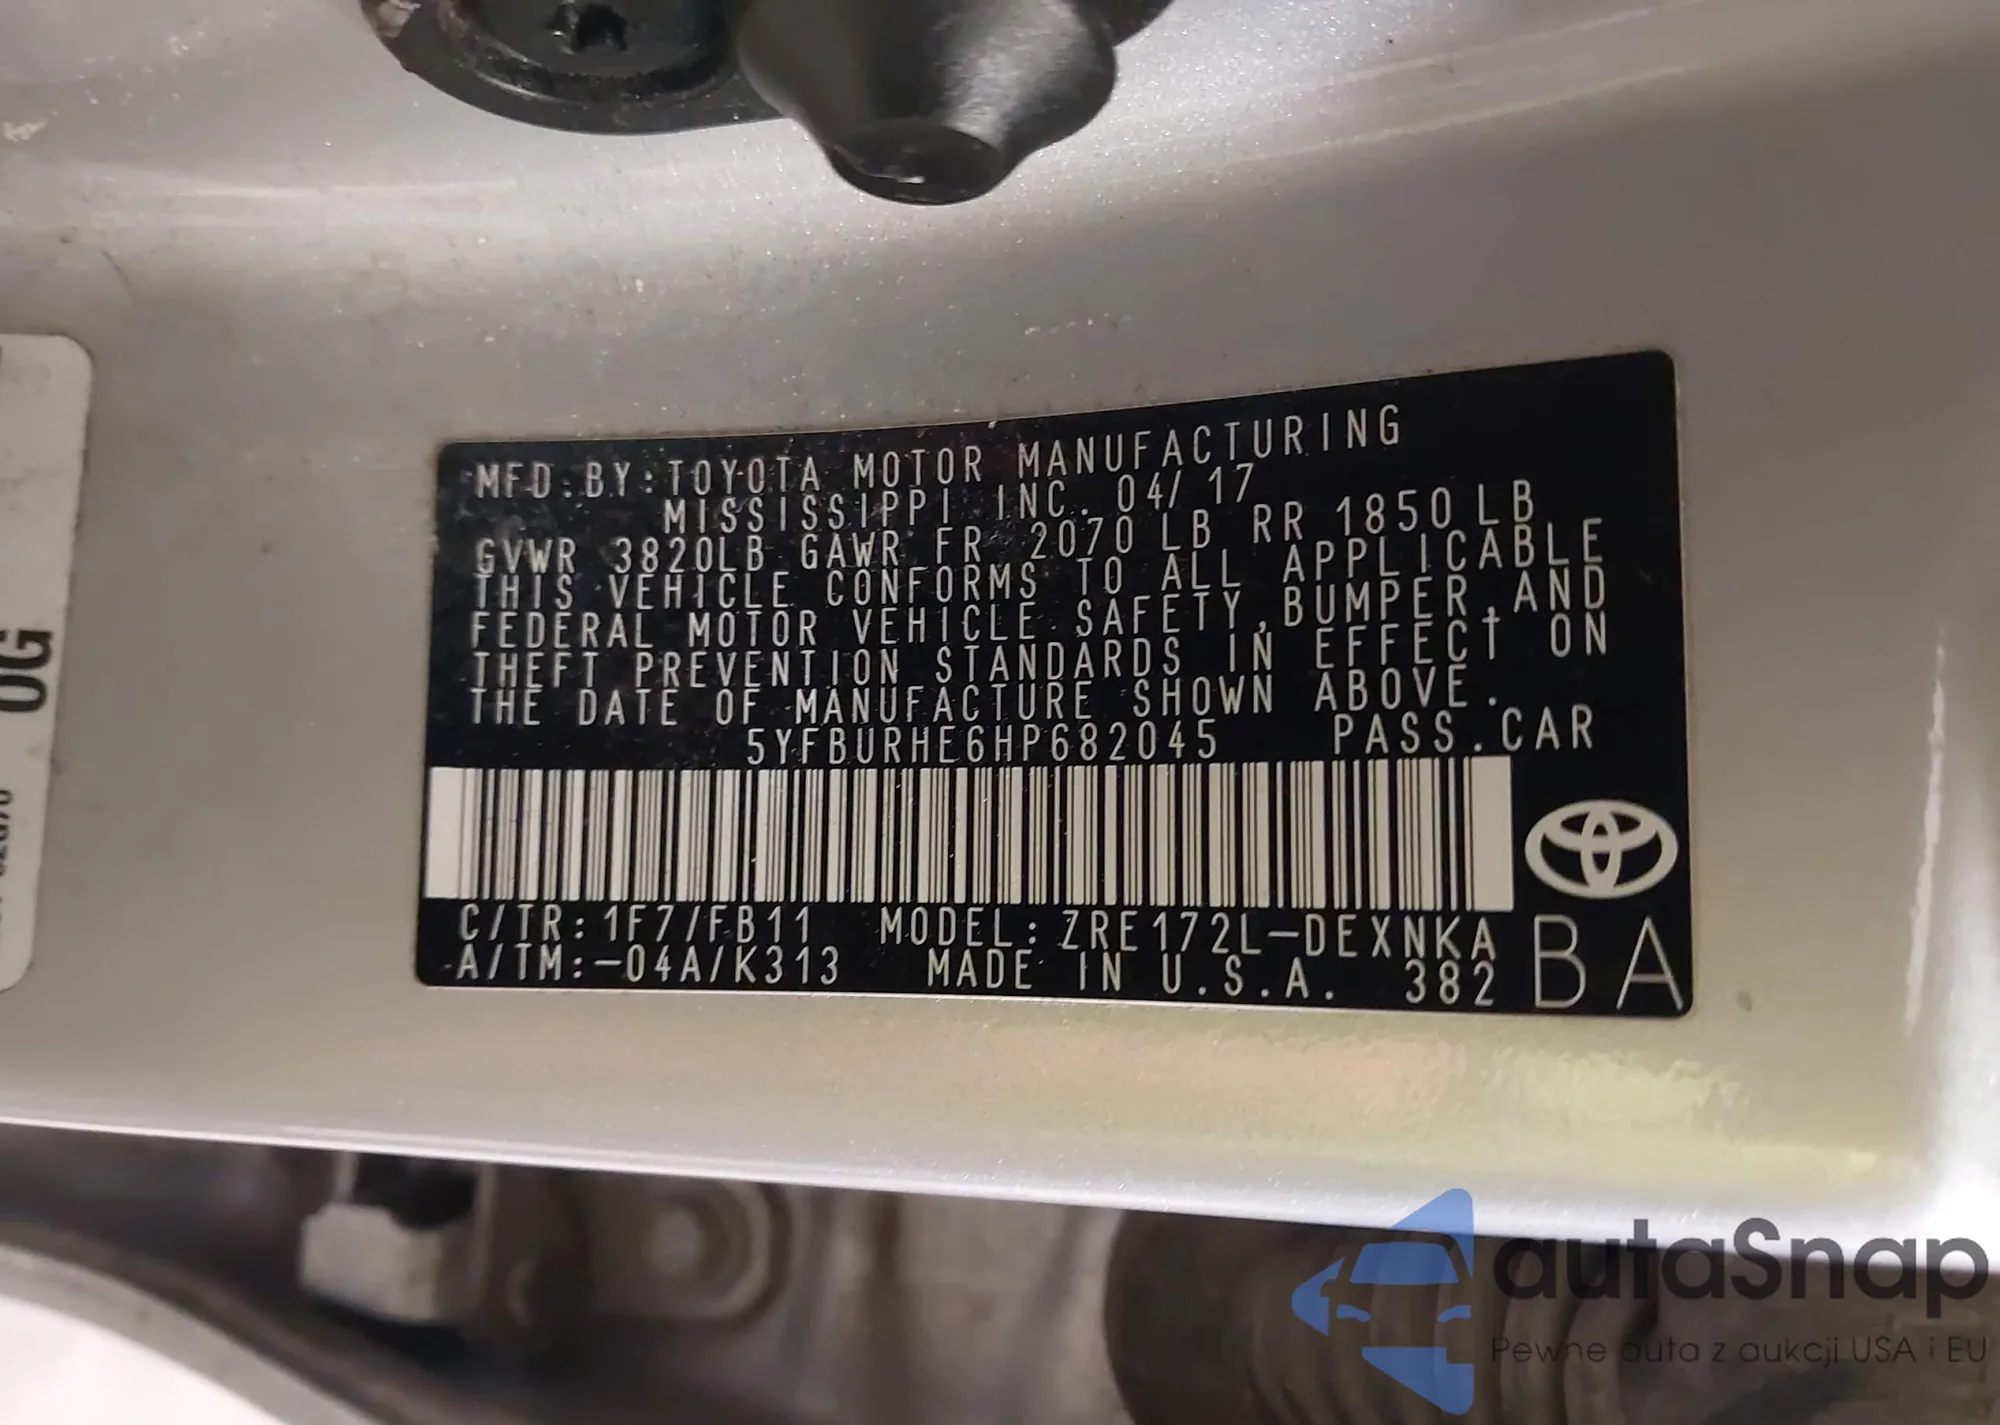 MFD.BY:TOYOTA MOTOR MANUFACTURING
MISSISSIPPI INC. 04/17
GVWR 3820LB GAWR FR 2070 LB RR 1850 LB
THIS VEHICLE CONFORMS TO ALL APPLICABLE
FEDERAL MOTOR VEHICLE SAFETY,BUMPER,AND
THEFT PREVENTION STANDARDS IN EFFECT ON
THE DATE OF MANUFACTURE SHOWN ABOVE.
5YFBURHE6HP682045 PASS.CAR
C/TR:1F7/FB11 MODEL:ZRE172L-DEXNKA
A/TM:-04A/K313 MADE IN U.S.A. 382
BA
0G
autaSnap
Pewne auta z aukcji USA i EU